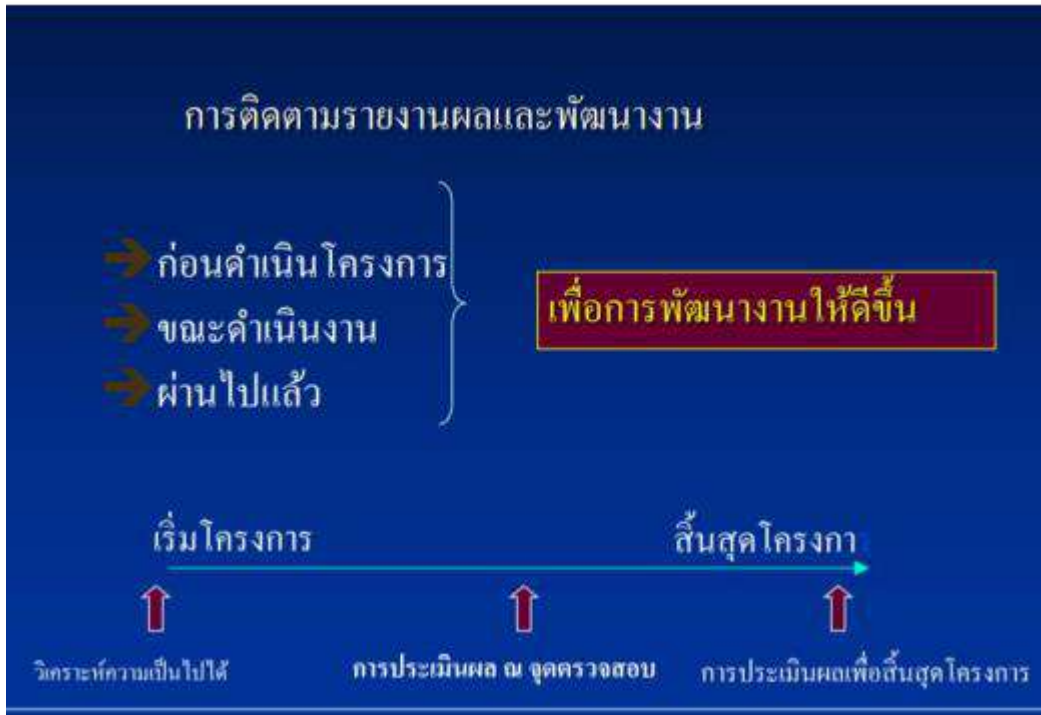 การติดตามรายงานผลและพัฒนางาน
ก่อนดำเนินโครงการ
ขณะดำเนินงาน
ผ่านไปแล้ว
เพื่อการพัฒนางานให้ดีขึ้น
เริ่มโครงการ
สิ้นสุดโครงกา
วิเคราะห์ความเป็นไปได้
การประเมินผล ณ จุดตรวจสอบ
การประเมินผลเพื่อสิ้นสุดโครงการ